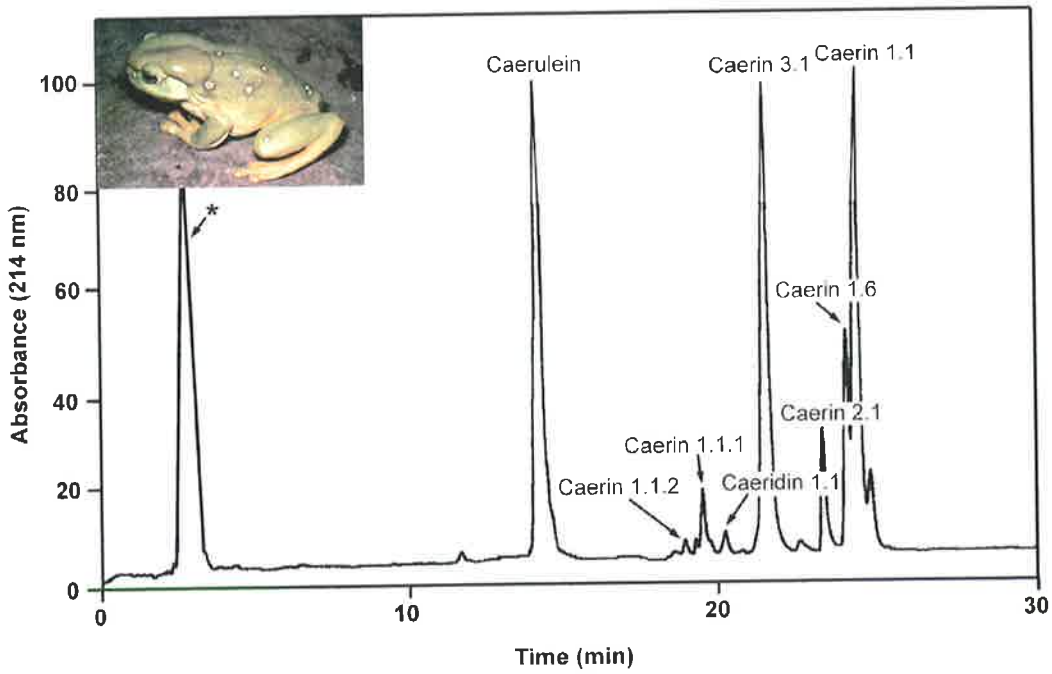 Absorbance (214 nm)
100
80
60
40
20
0
*
Caerulein
Caerin 3.1
Caerin 1.1
Caerin 1.6
Caerin 2.1
Caerin 1.1.1
Caerin 1.1.2
Caeridin 1.1
0
10
20
30
Time (min)